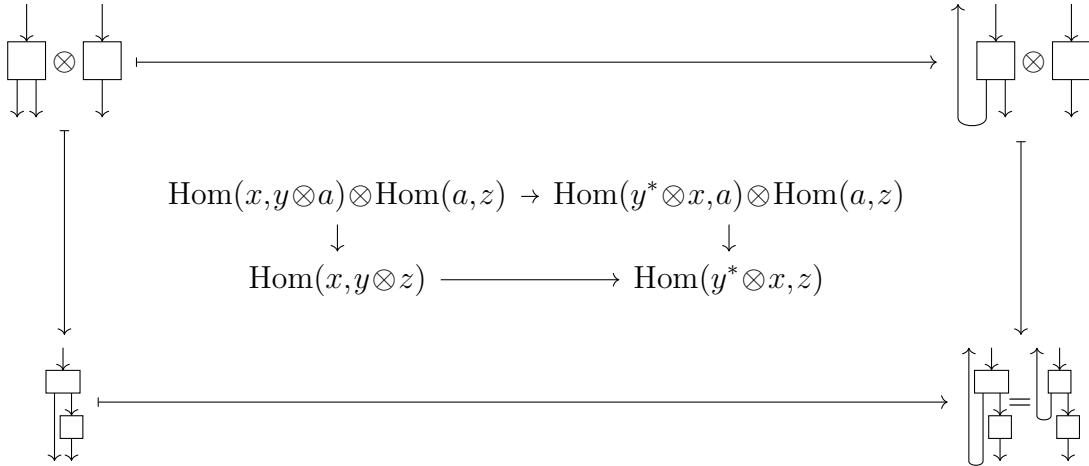 ⊗ ⊗
Hom(x,y⊗a)⊗Hom(a,z) → Hom(y*⊗x,a)⊗Hom(a,z)
Hom(x,y⊗z) → Hom(y*⊗x,z)
=